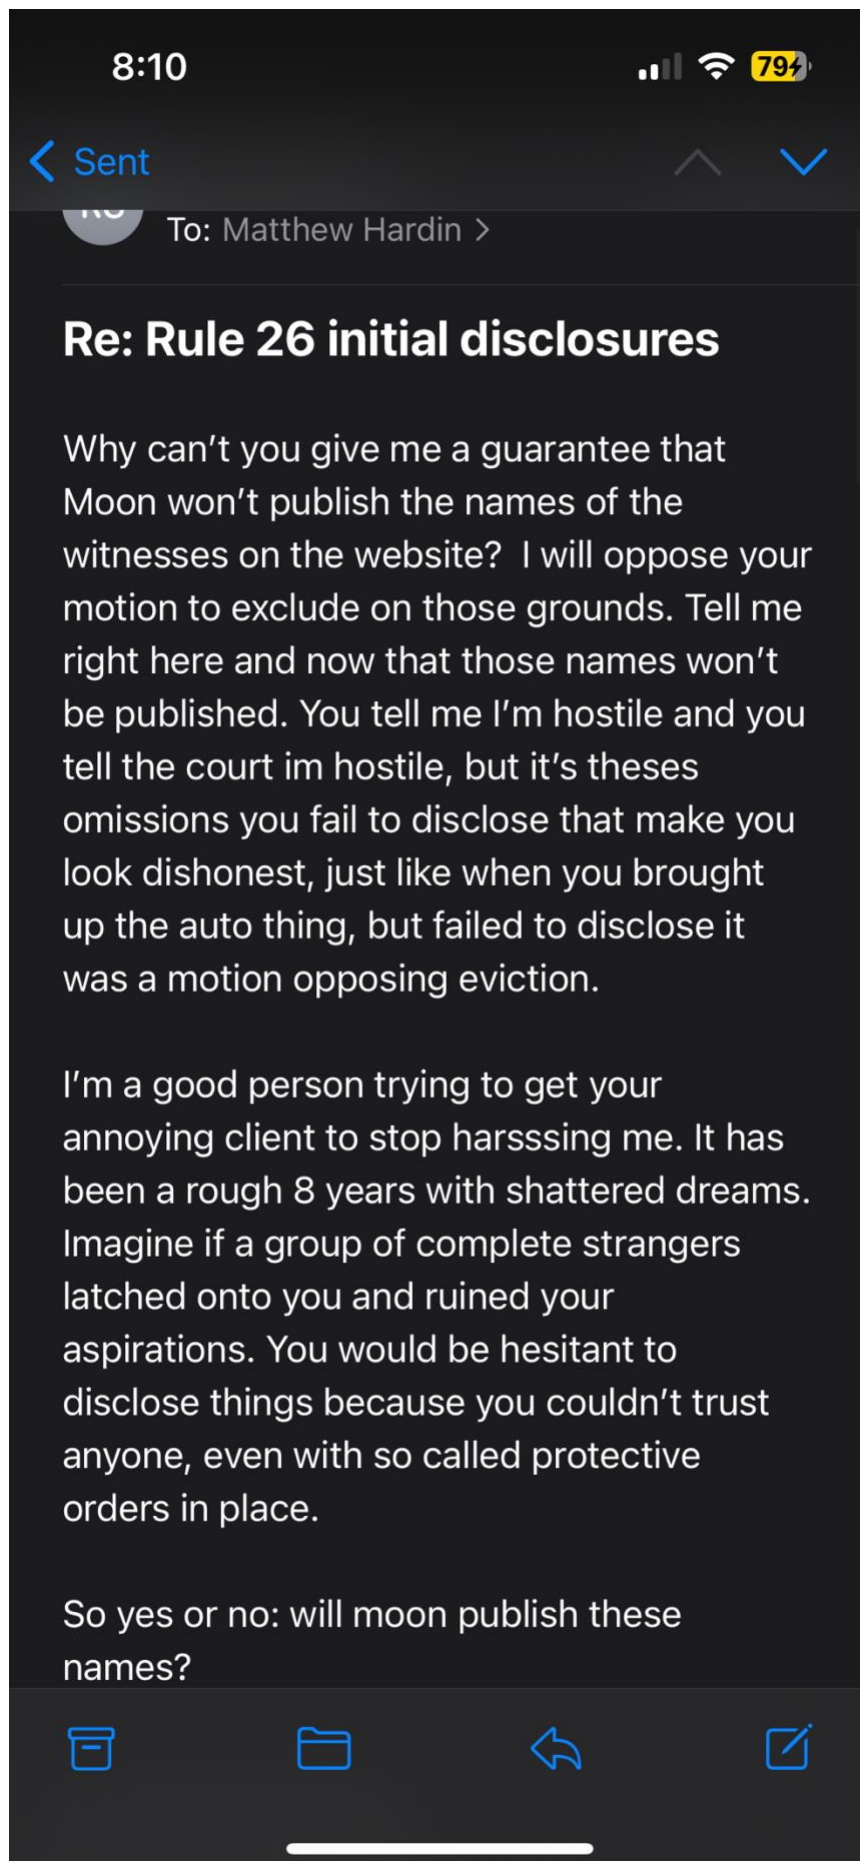 8:10
79
Sent
To: Matthew Hardin
Re: Rule 26 initial disclosures
Why can’t you give me a guarantee that
Moon won’t publish the names of the
witnesses on the website?  I will oppose your
motion to exclude on those grounds. Tell me
right here and now that those names won’t
be published. You tell me I’m hostile and you
tell the court im hostile, but it’s theses
omissions you fail to disclose that make you
look dishonest, just like when you brought
up the auto thing, but failed to disclose it
was a motion opposing eviction.
I’m a good person trying to get your
annoying client to stop harsssing me. It has
been a rough 8 years with shattered dreams.
Imagine if a group of complete strangers
latched onto you and ruined your
aspirations. You would be hesitant to
disclose things because you couldn’t trust
anyone, even with so called protective
orders in place.
So yes or no: will moon publish these
names?